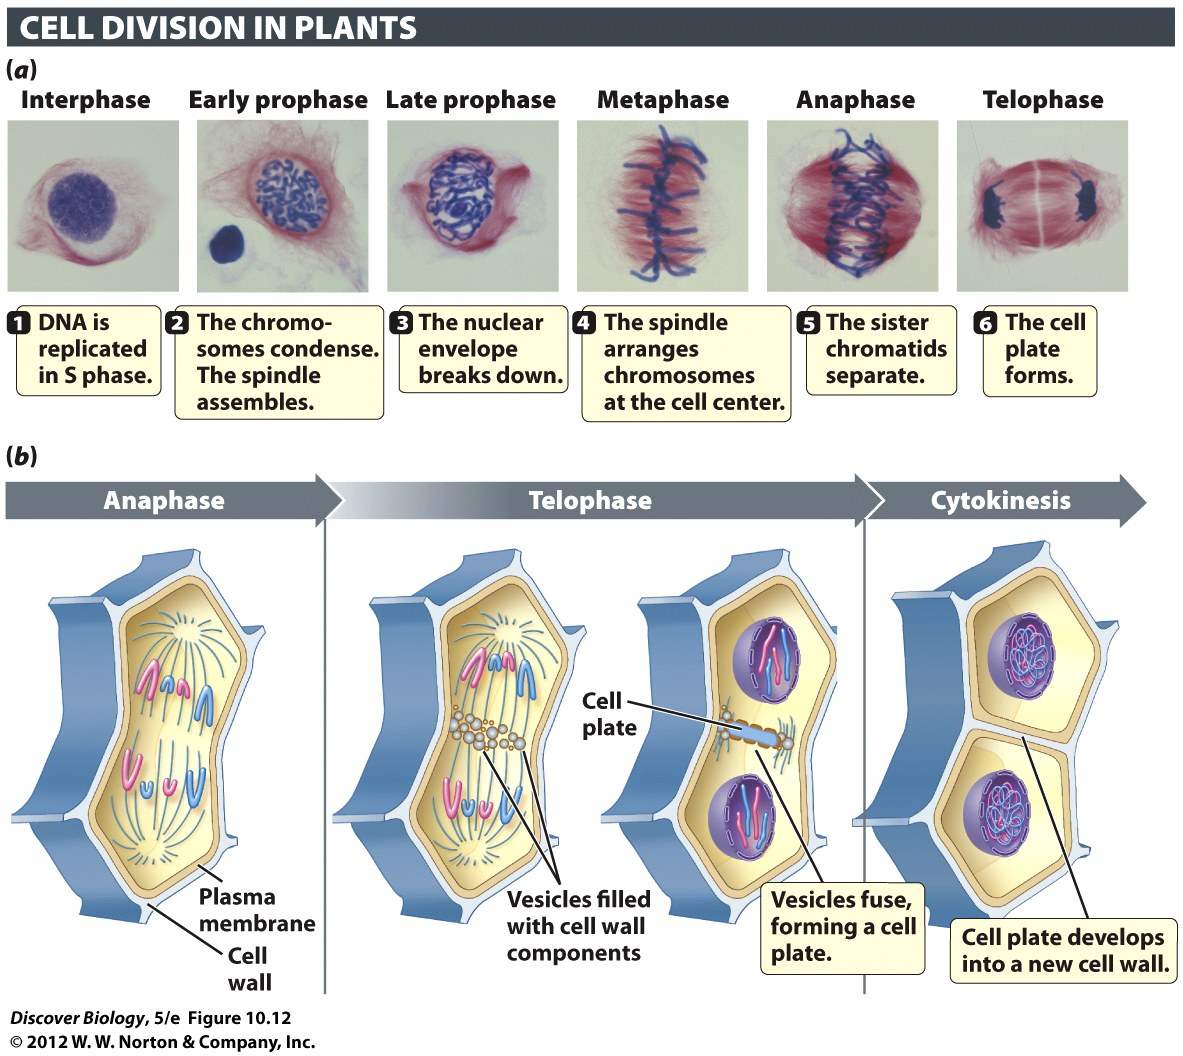 CELL DIVISION IN PLANTS
(a)
Interphase
Early prophase
Late prophase
Metaphase
Anaphase
Telophase
1 DNA is
replicated
in S phase.
2 The chromo-
somes condense.
The spindle
assembles.
3 The nuclear
envelope
breaks down.
4 The spindle
arranges
chromosomes
at the cell center.
5 The sister
chromatids
separate.
6 The cell
plate
forms.
(b)
Anaphase
Telophase
Cytokinesis
Plasma
membrane
Cell
wall
Vesicles filled
with cell wall
components
Cell
plate
Vesicles fuse,
forming a cell
plate.
Cell plate develops
into a new cell wall.
Discover Biology, 5/e Figure 10.12
© 2012 W. W. Norton & Company, Inc.